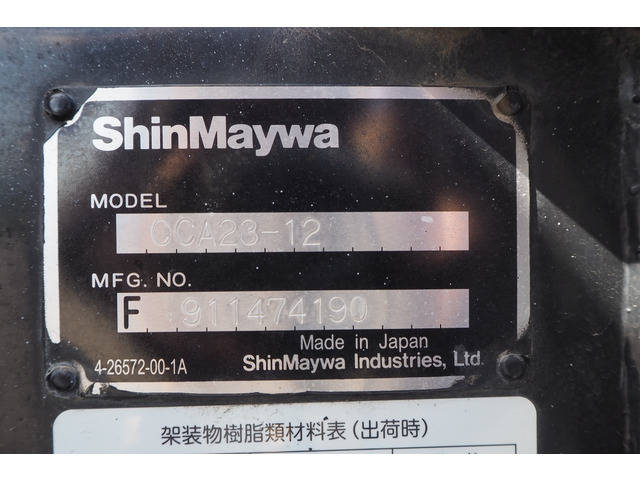 ShinMaywa
MODEL
CCA23-12
MFG. NO.
F 911474190
Made in Japan
4-26572-00-1A
ShinMaywa Industries, Ltd.
架装物樹脂類材料表(出荷時)